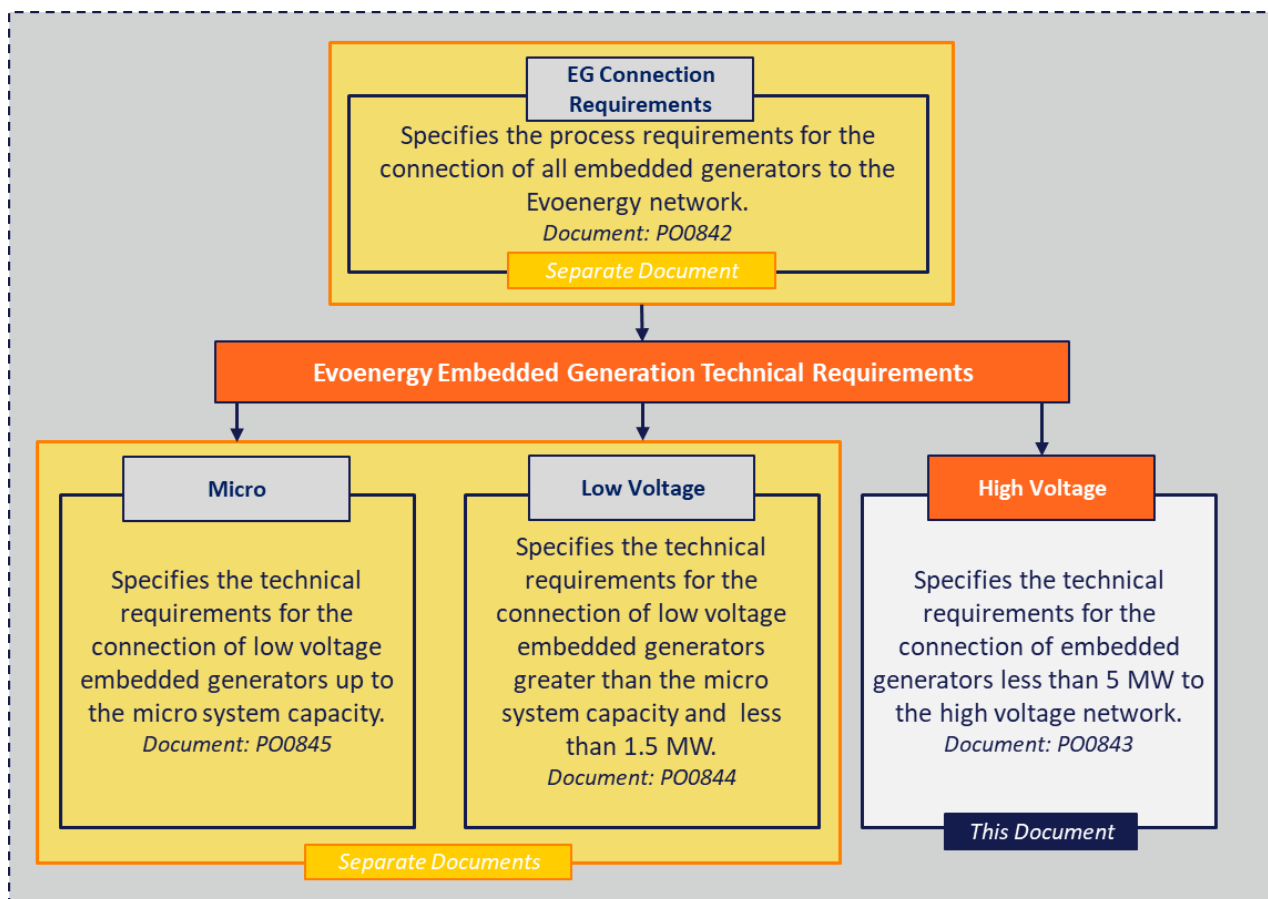 EG Connection
Requirements
Specifies the process requirements for the
connection of all embedded generators to the
Evoenergy network.
Document: PO0842
Separate Document
Evoenergy Embedded Generation Technical Requirements
Micro
Specifies the technical
requirements for the
connection of low voltage
embedded generators up to
the micro system capacity.
Document: PO0845
Low Voltage
Specifies the technical
requirements for the
connection of low voltage
embedded generators
greater than the micro
system capacity and  less
than 1.5 MW.
Document: PO0844
Separate Documents
High Voltage
Specifies the technical
requirements for the
connection of embedded
generators less than 5 MW to
the high voltage network.
Document: PO0843
This Document